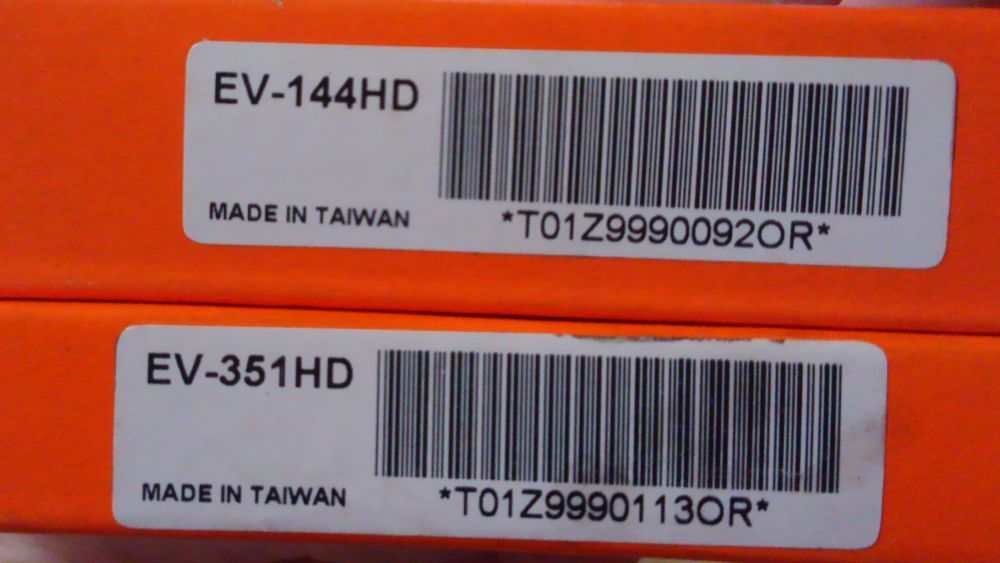 EV-144HD
MADE IN TAIWAN
*T01Z9990092OR*
EV-351HD
MADE IN TAIWAN
*T01Z9990113OR*